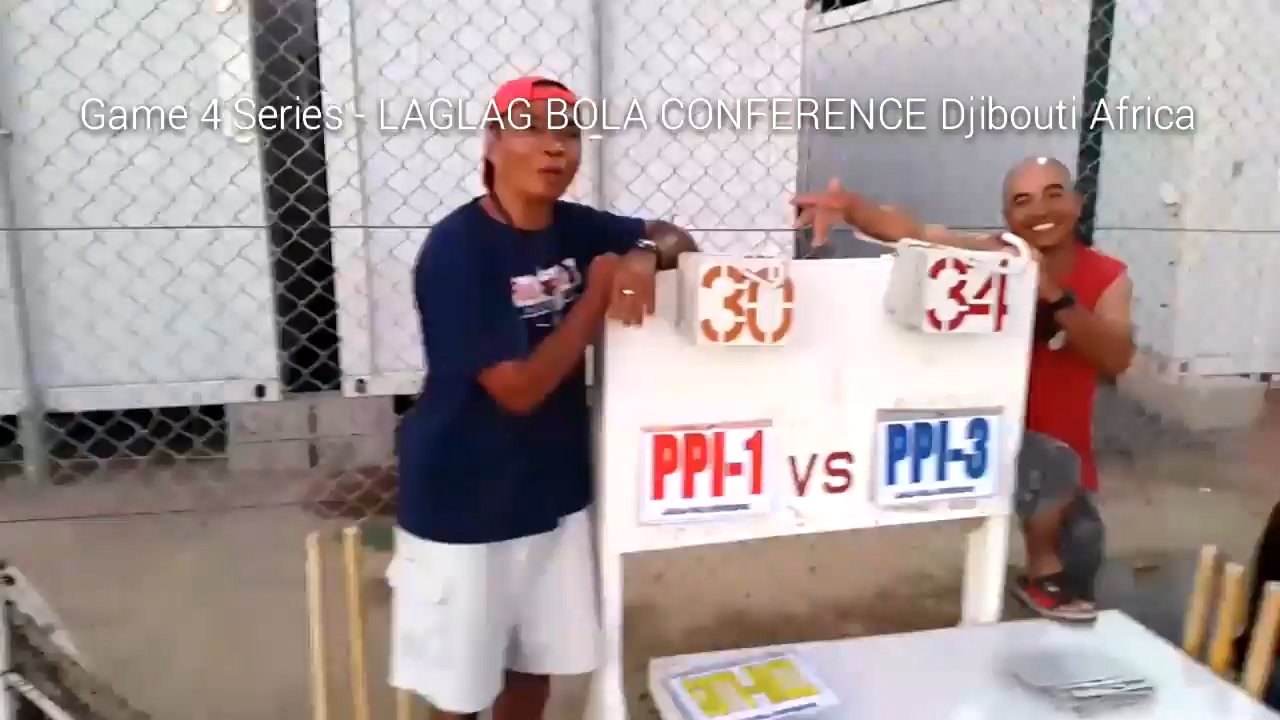 Game 4 Series - LAGLAG BOLA CONFERENCE Djibouti Africa
30 34
PPI-1 vs PPI-3